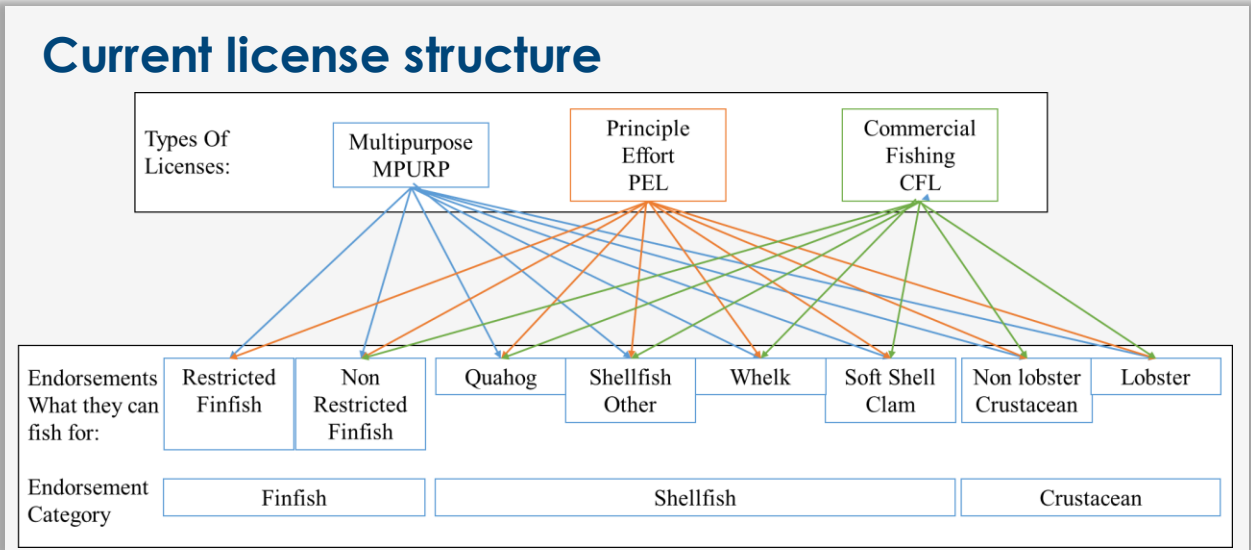 Current license structure
Types Of
Licenses:
Multipurpose
MPURP
Principle
Effort
PEL
Commercial
Fishing
CFL
Endorsements
What they can
fish for:
Restricted
Finfish
Non
Restricted
Finfish
Quahog
Shellfish
Other
Whelk
Soft Shell
Clam
Non lobster
Crustacean
Lobster
Endorsement
Category
Finfish
Shellfish
Crustacean